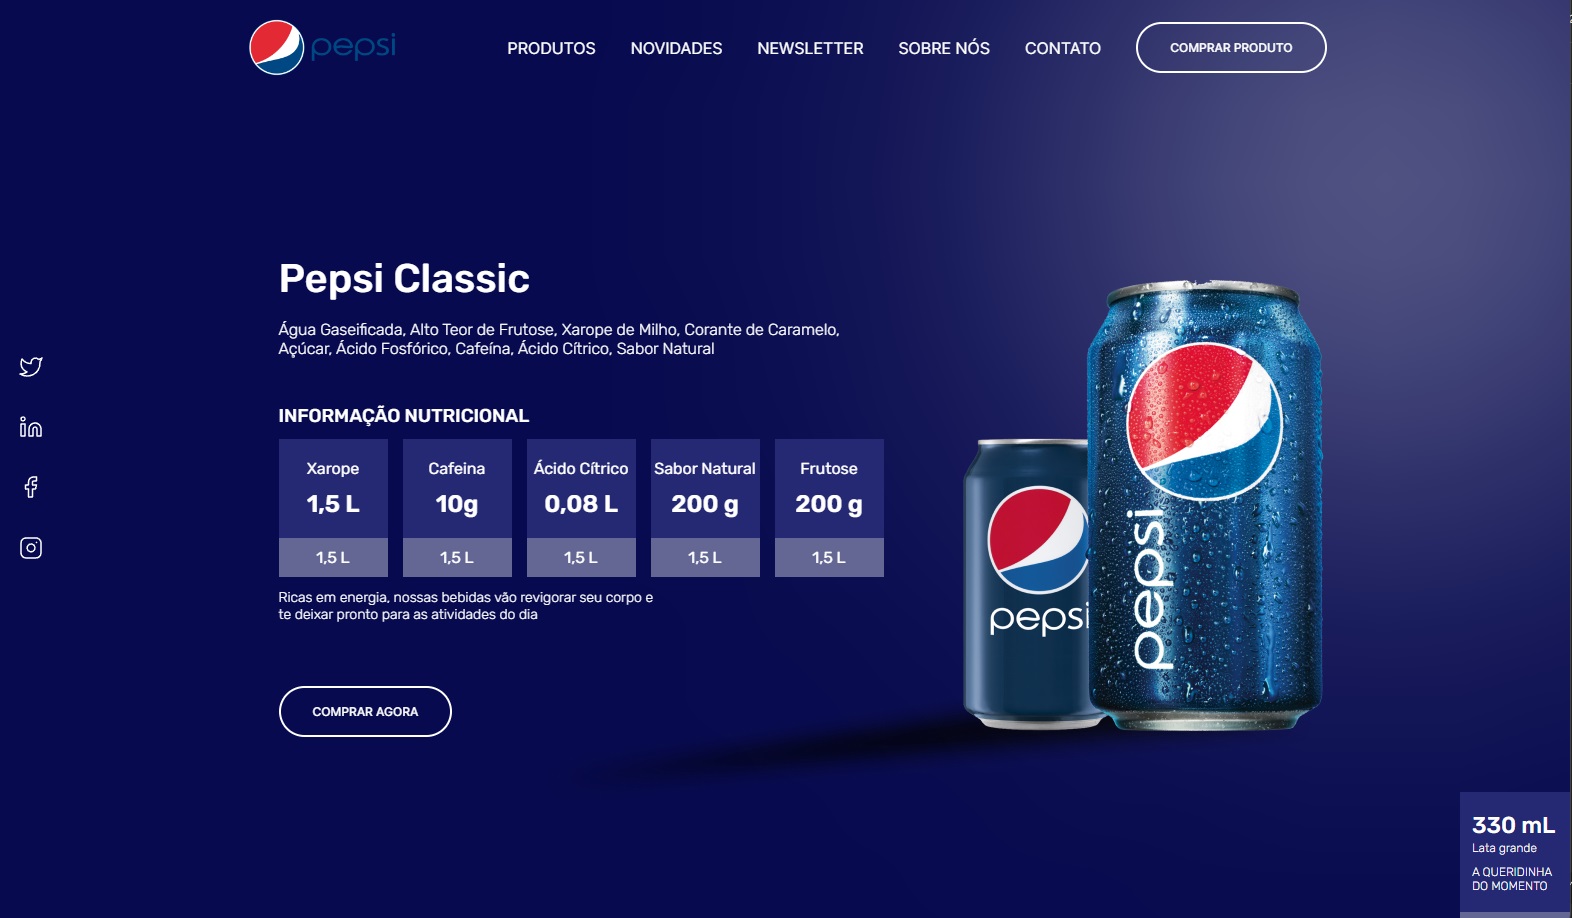 pepsi
PRODUTOS NOVIDADES NEWSLETTER SOBRE NÓS CONTATO COMPRAR PRODUTO
Pepsi Classic
Água Gaseificada, Alto Teor de Frutose, Xarope de Milho, Corante de Caramelo,
Açúcar, Ácido Fosfórico, Cafeína, Ácido Cítrico, Sabor Natural
INFORMAÇÃO NUTRICIONAL
Xarope Cafeina Ácido Cítrico Sabor Natural Frutose
1,5 L 10g 0,08 L 200 g 200 g
1,5 L 1,5 L 1,5 L 1,5 L 1,5 L
Ricas em energia, nossas bebidas vão revigorar seu corpo e
te deixar pronto para as atividades do dia
COMPRAR AGORA
pepsi
pepsi
330 mL
Lata grande
A QUERIDINHA
DO MOMENTO